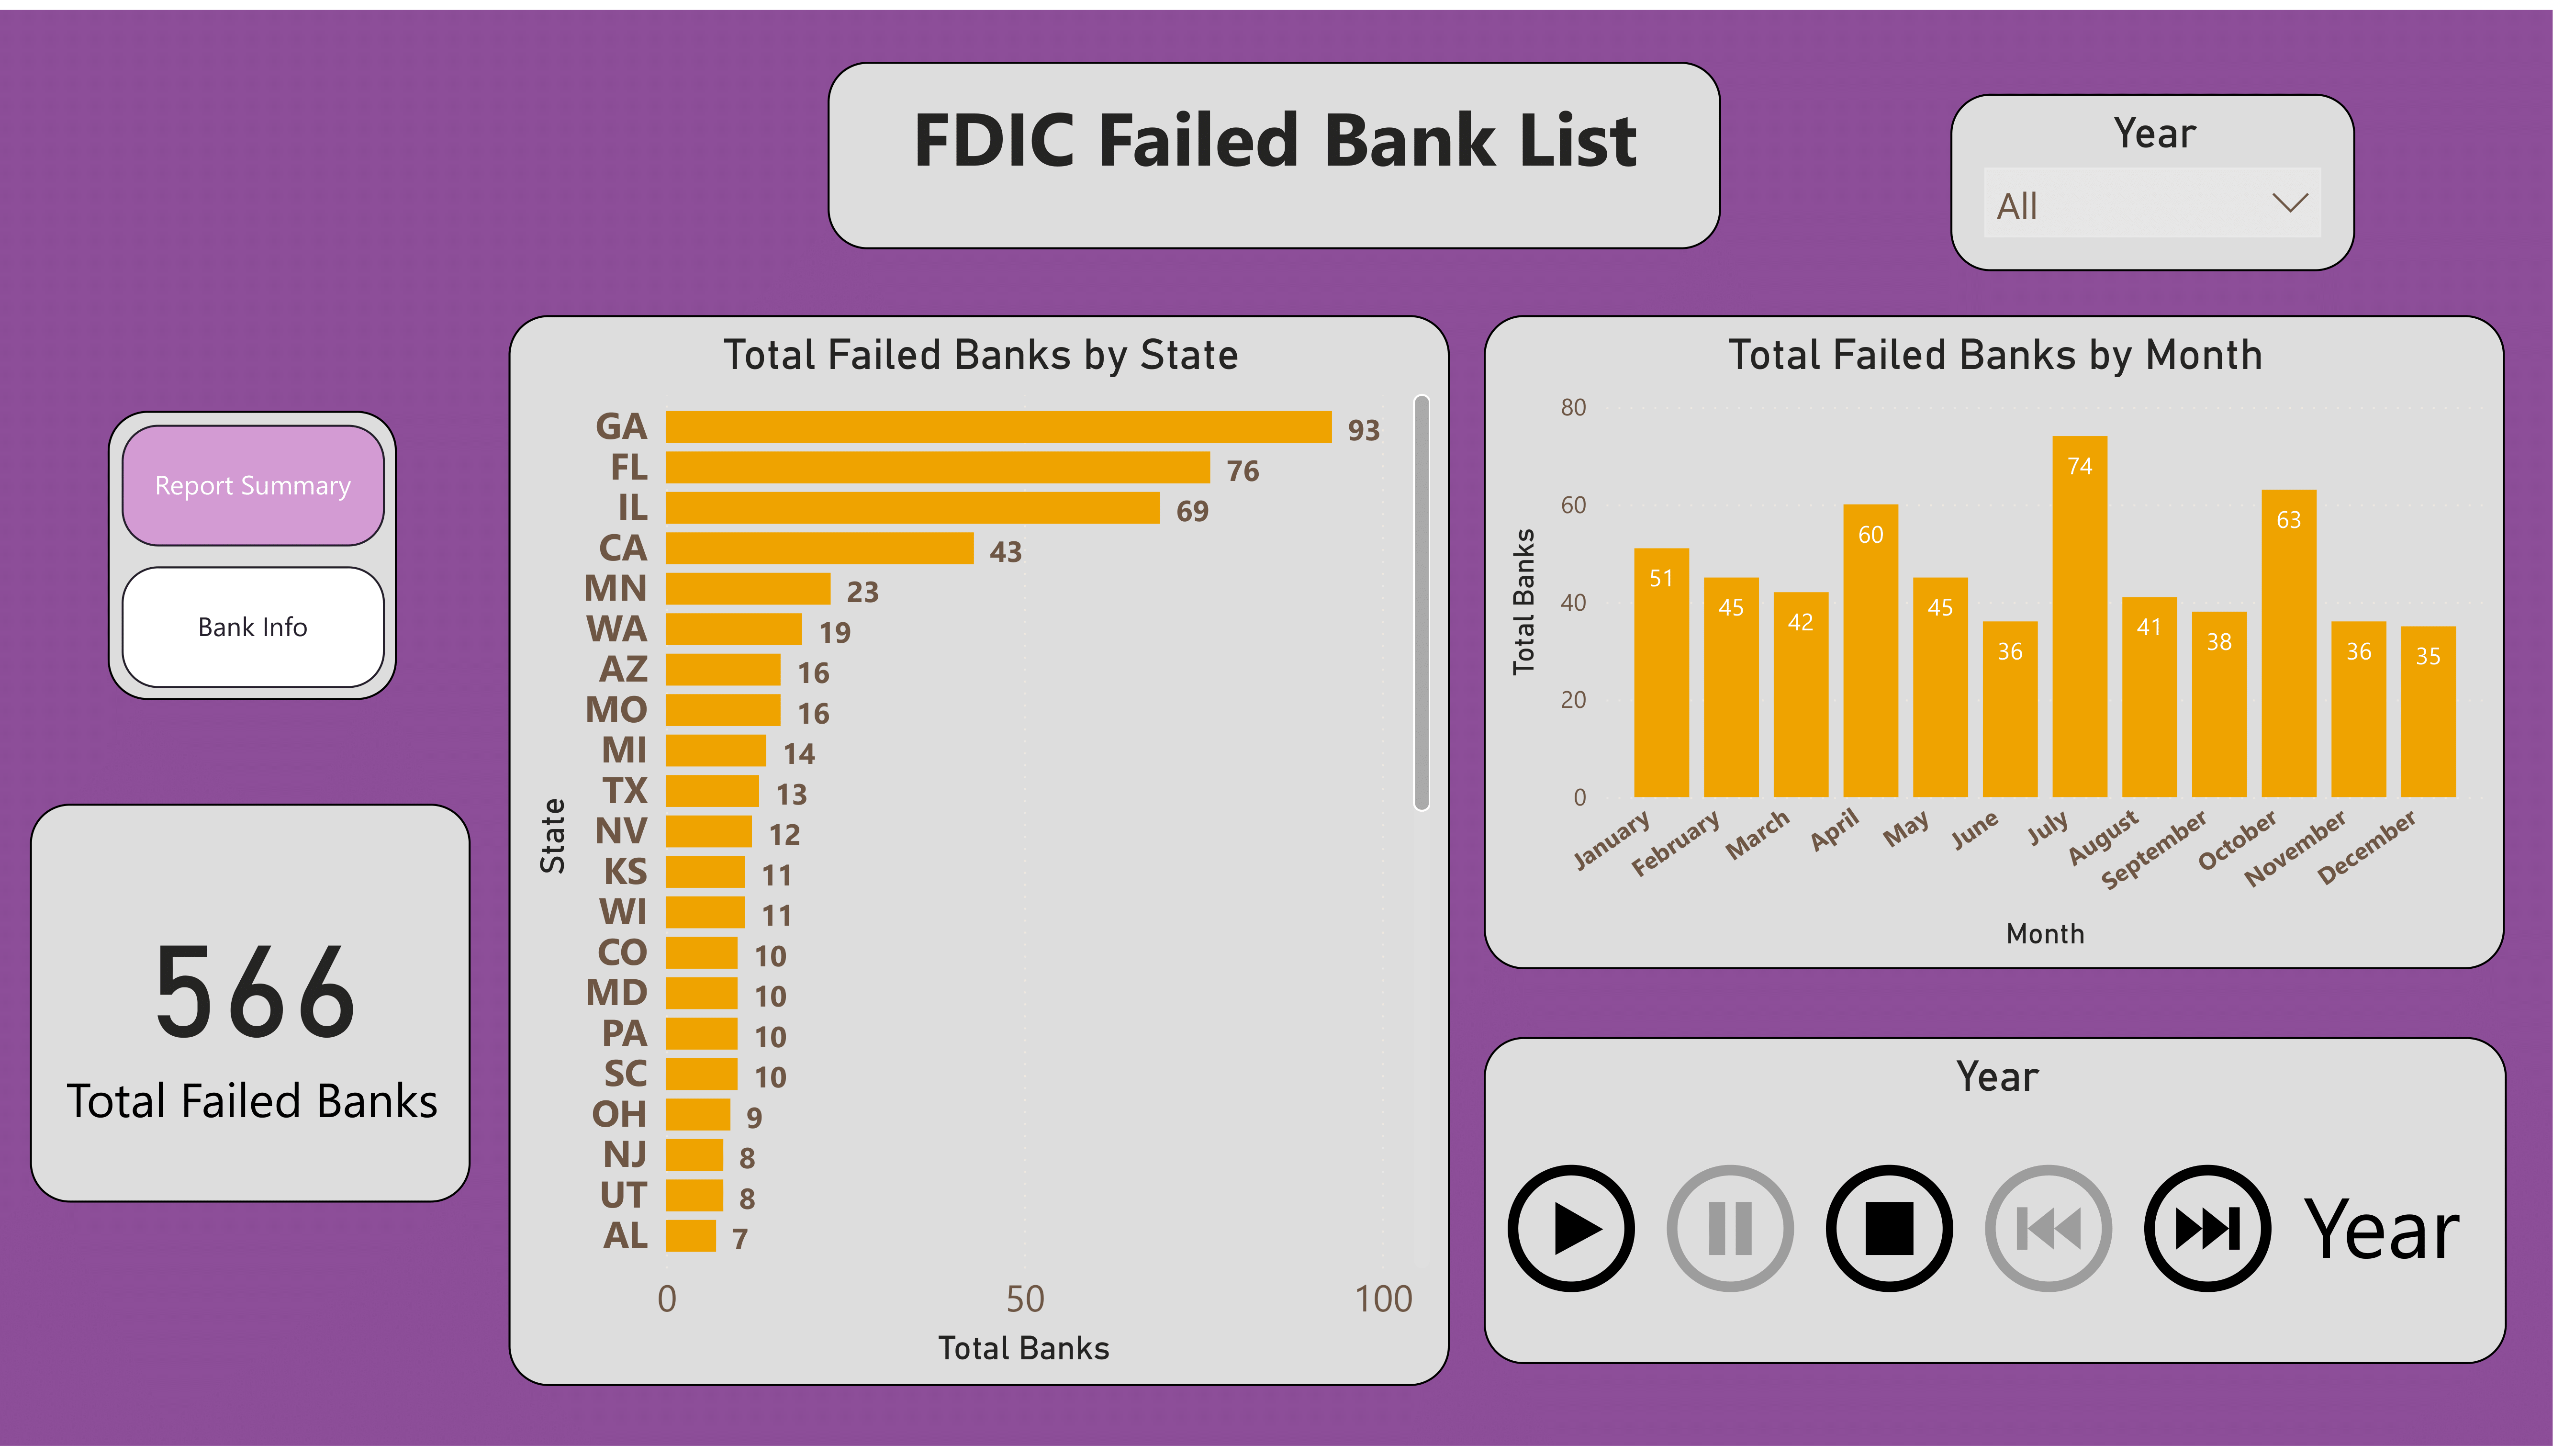 FDIC Failed Bank List
Year
All
Report Summary
Bank Info
566
Total Failed Banks
Total Failed Banks by State
State
GA 93
FL 76
IL 69
CA 43
MN 23
WA 19
AZ 16
MO 16
MI 14
TX 13
NV 12
KS 11
WI 11
CO 10
MD 10
PA 10
SC 10
OH 9
NJ 8
UT 8
AL 7
0 50 100
Total Banks
Total Failed Banks by Month
Total Banks
80
60
40
20
0
51 45 42 60 45 36 74 41 38 63 36 35
January February March April May June July August September October November December
Month
Year
Year